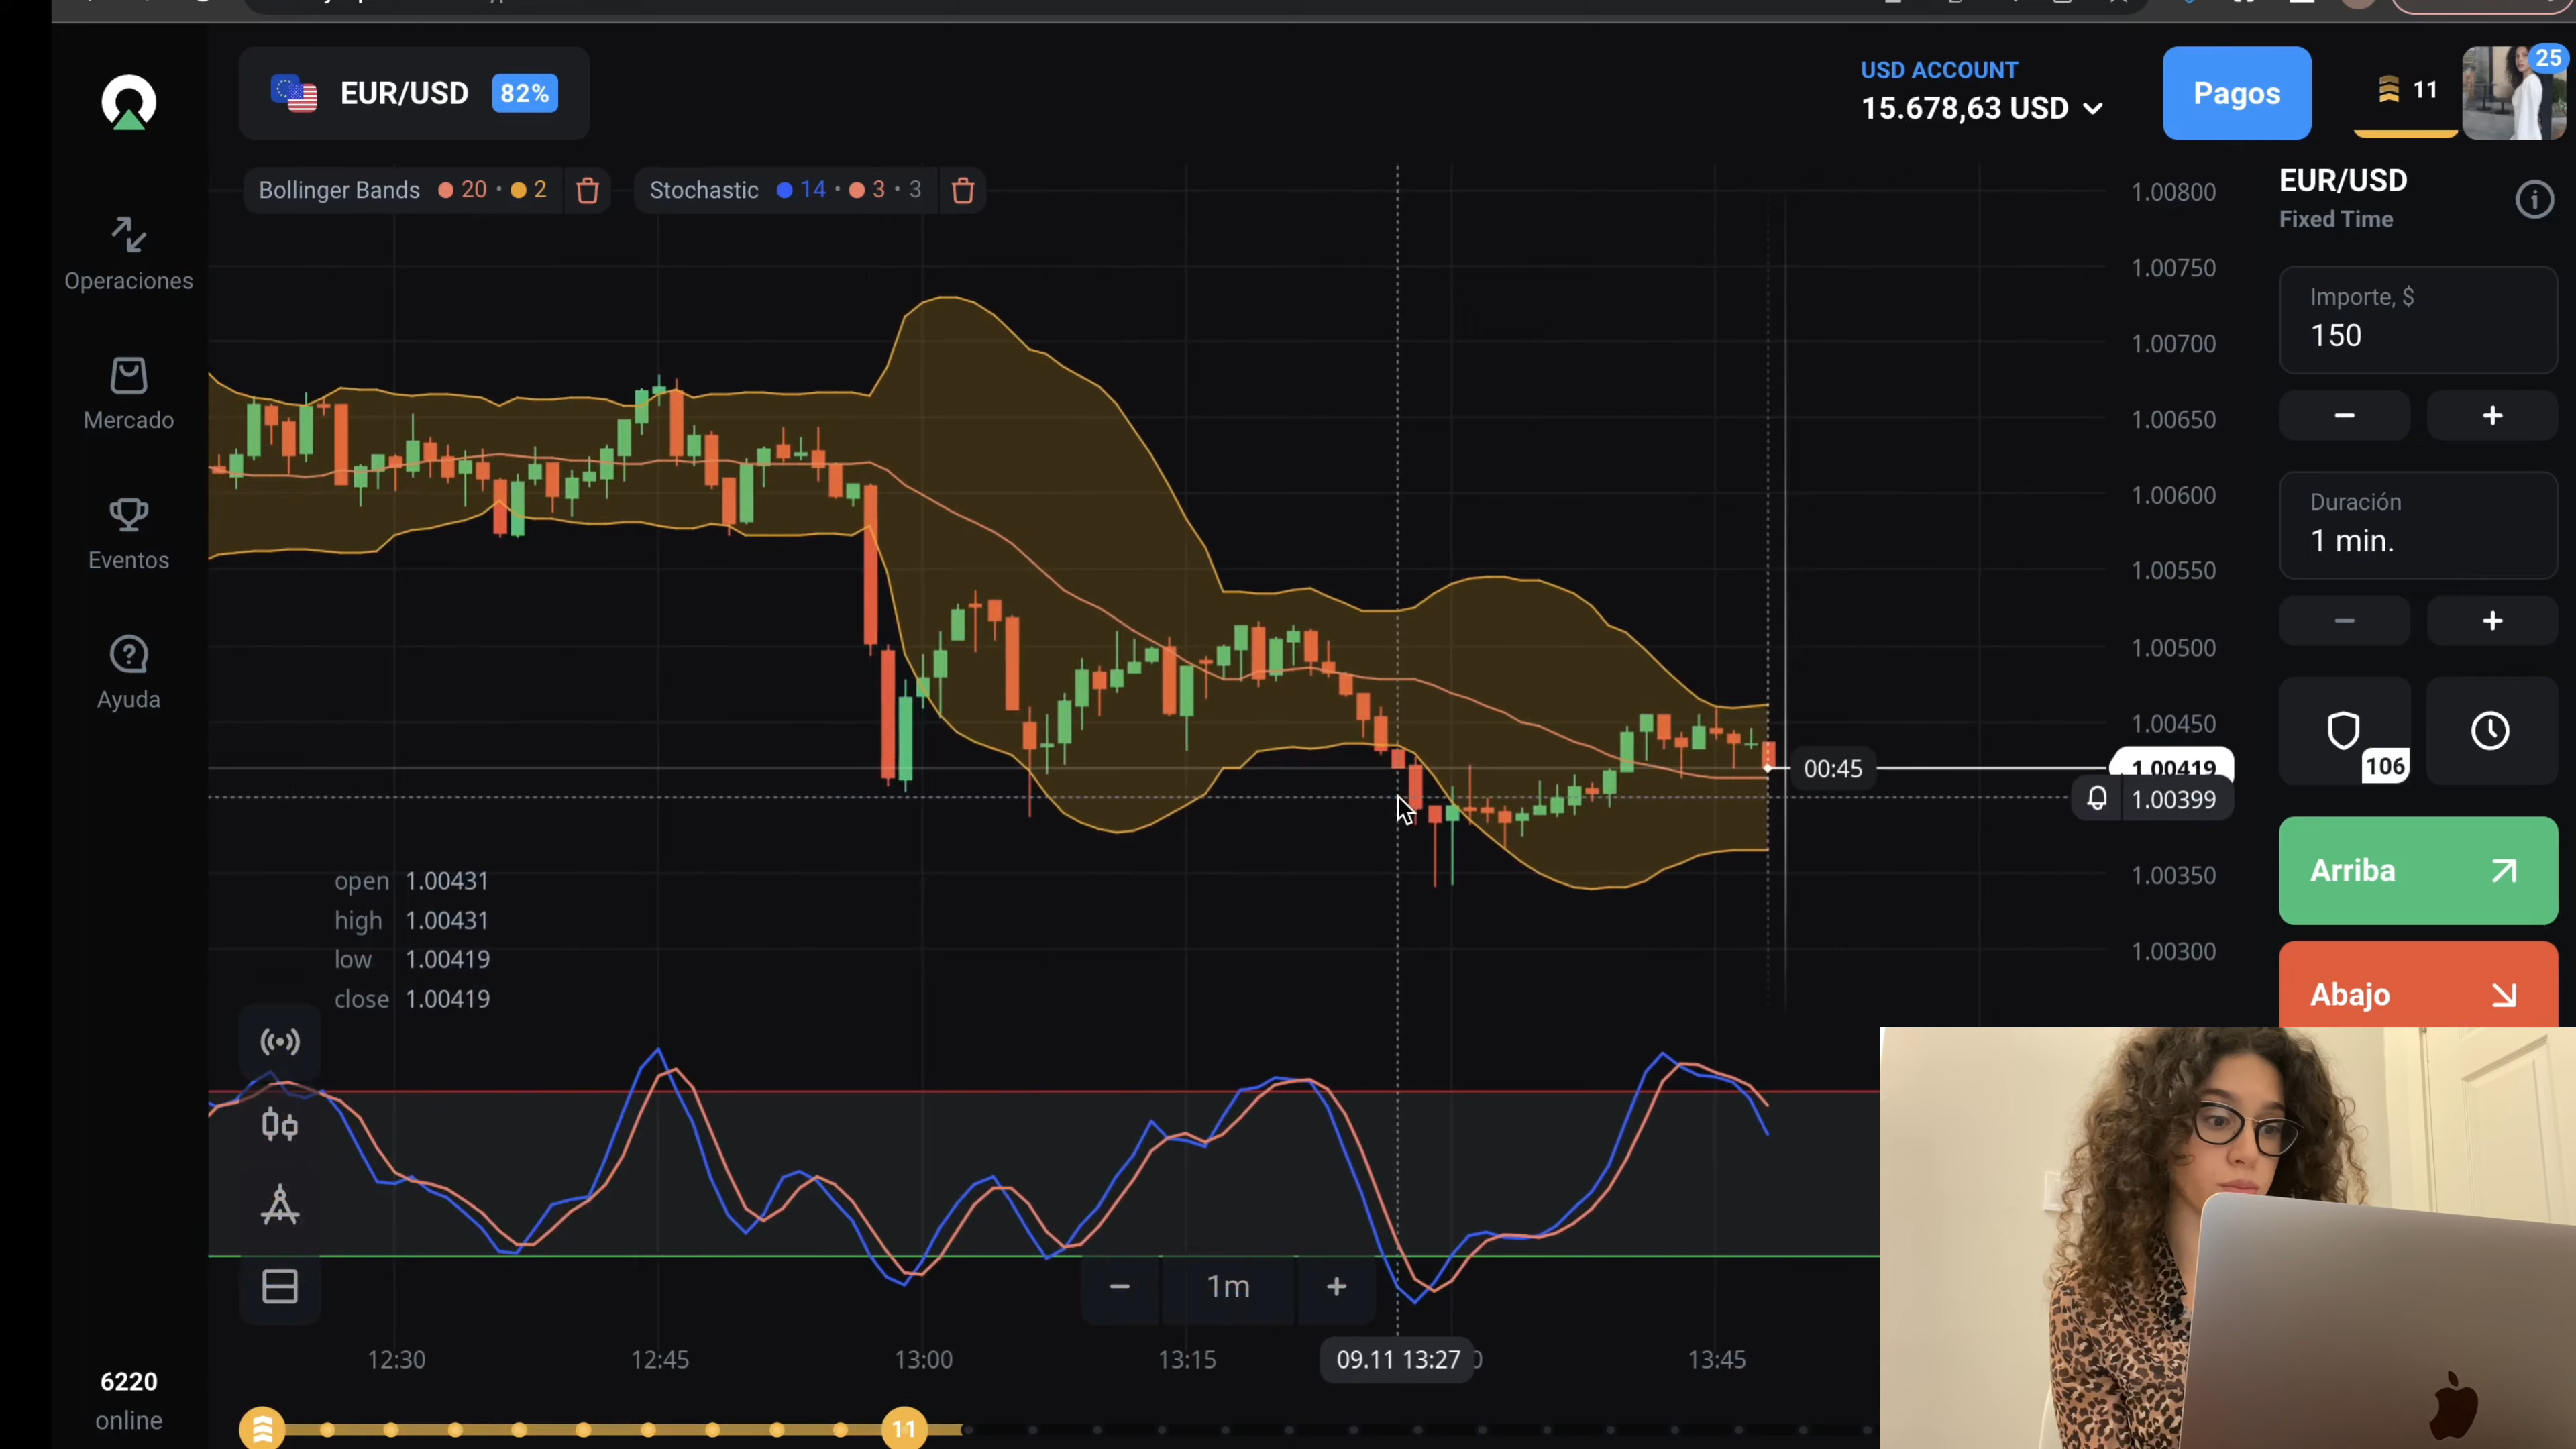 EUR/USD 82%
USD ACCOUNT
15.678,63 USD
Pagos
11
25
Bollinger Bands 20 · 2
Stochastic 14 · 3 · 3
Operaciones
Mercado
Eventos
Ayuda
6220
online
open 1.00431
high 1.00431
low 1.00419
close 1.00419
1.00800
1.00750
1.00700
1.00650
1.00600
1.00550
1.00500
1.00450
00:45
1.00419
1.00399
1.00350
1.00300
− 1m +
12:30
12:45
13:00
13:15
09.11 13:27
13:45
11
EUR/USD
Fixed Time
Importe, $
150
− +
Duración
1 min.
− +
106
Arriba
Abajo